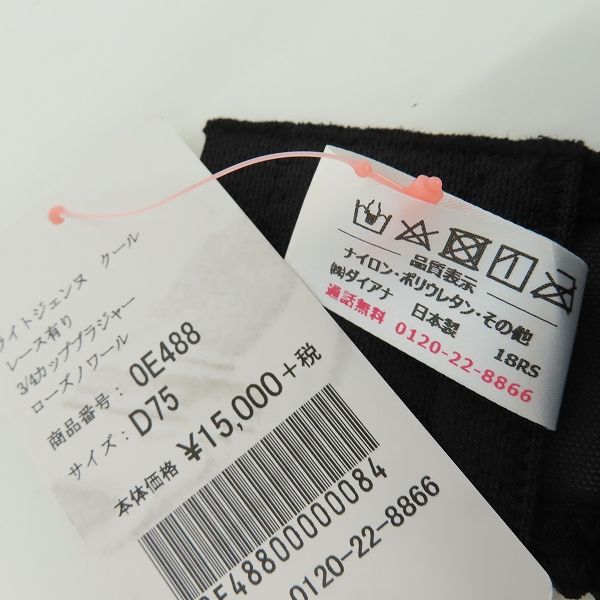 ライトジェンヌ クール
レース有り
3/4カップブラジャー
ローズノワール
商品番号: 0E488
サイズ: D75
本体価格 ¥15,000+税
0E48800000084
0120-22-8866
品質表示
ナイロン・ポリウレタン・その他
㈱ダイアナ 日本製 18RS
通話無料 0120-22-8866